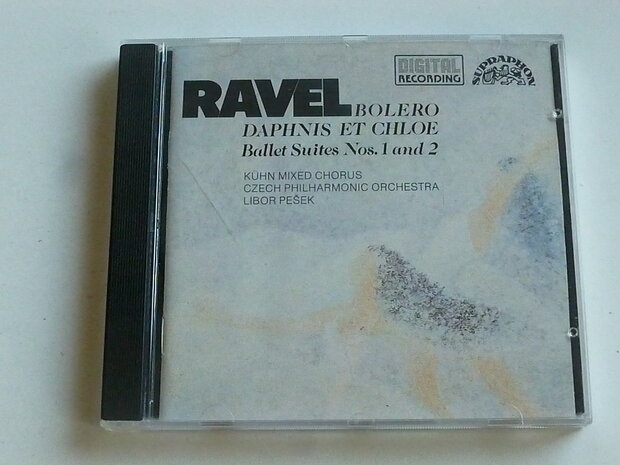 DIGITAL
RECORDING
SUPRAPHON
RAVEL BOLERO
DAPHNIS ET CHLOE
Ballet Suites Nos. 1 and 2
KÜHN MIXED CHORUS
CZECH PHILHARMONIC ORCHESTRA
LIBOR PEŠEK